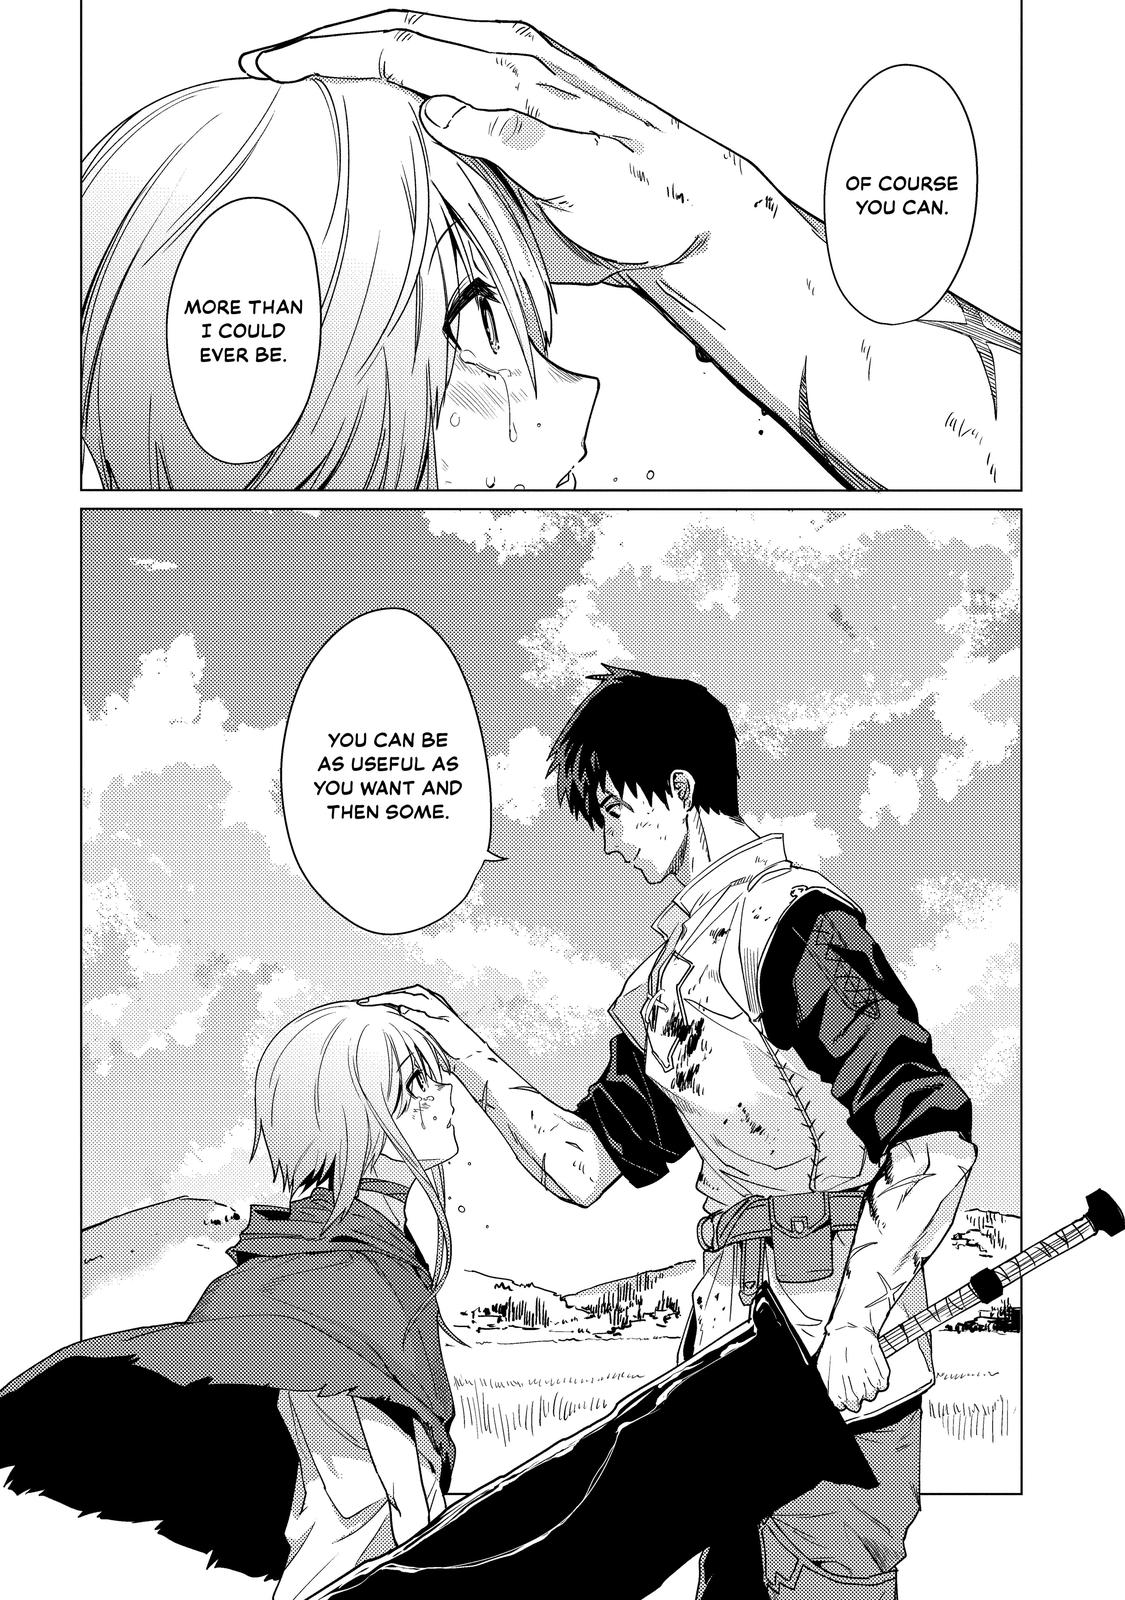 OF COURSE
YOU CAN.
MORE THAN
I COULD
EVER BE.
YOU CAN BE
AS USEFUL AS
YOU WANT AND
THEN SOME.